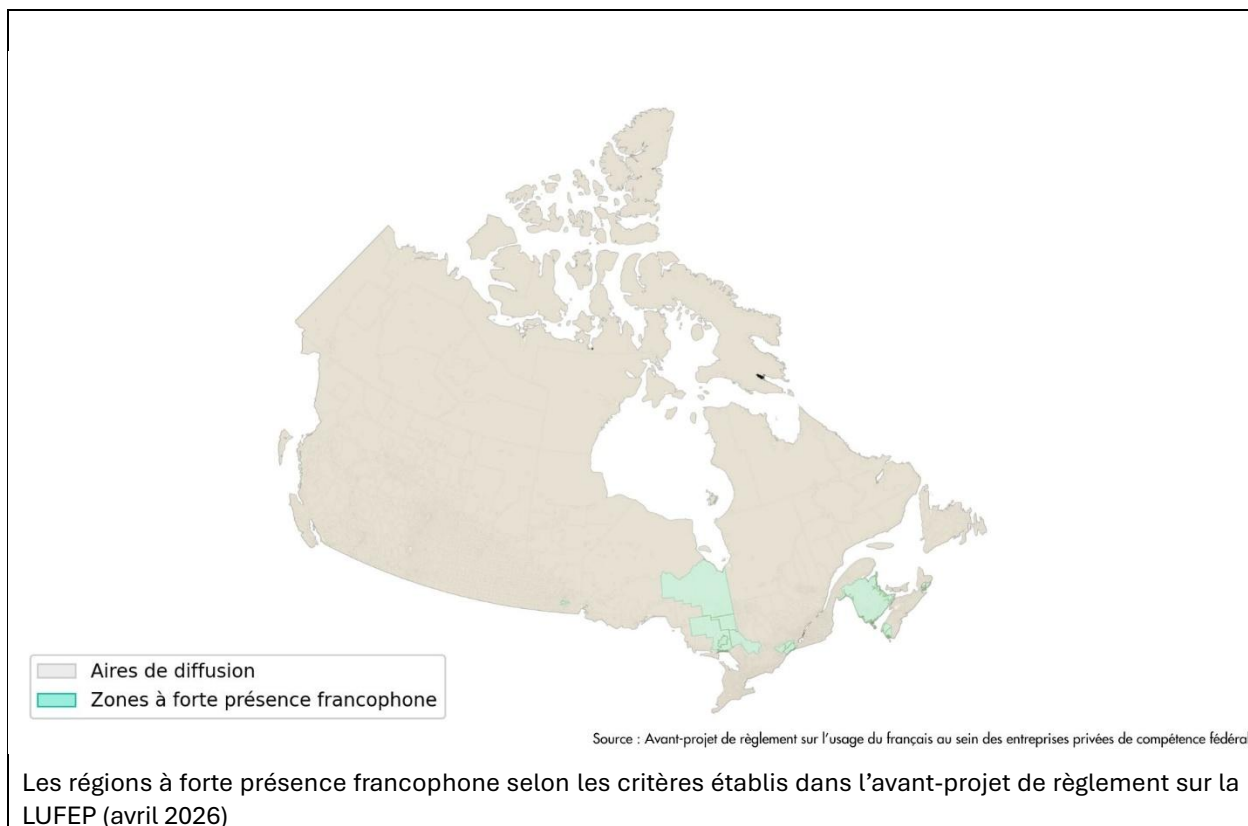 Aires de diffusion
Zones à forte présence francophone
Source : Avant-projet de règlement sur l'usage du français au sein des entreprises privées de compétence fédéral
Les régions à forte présence francophone selon les critères établis dans l'avant-projet de règlement sur la
LUFEP (avril 2026)